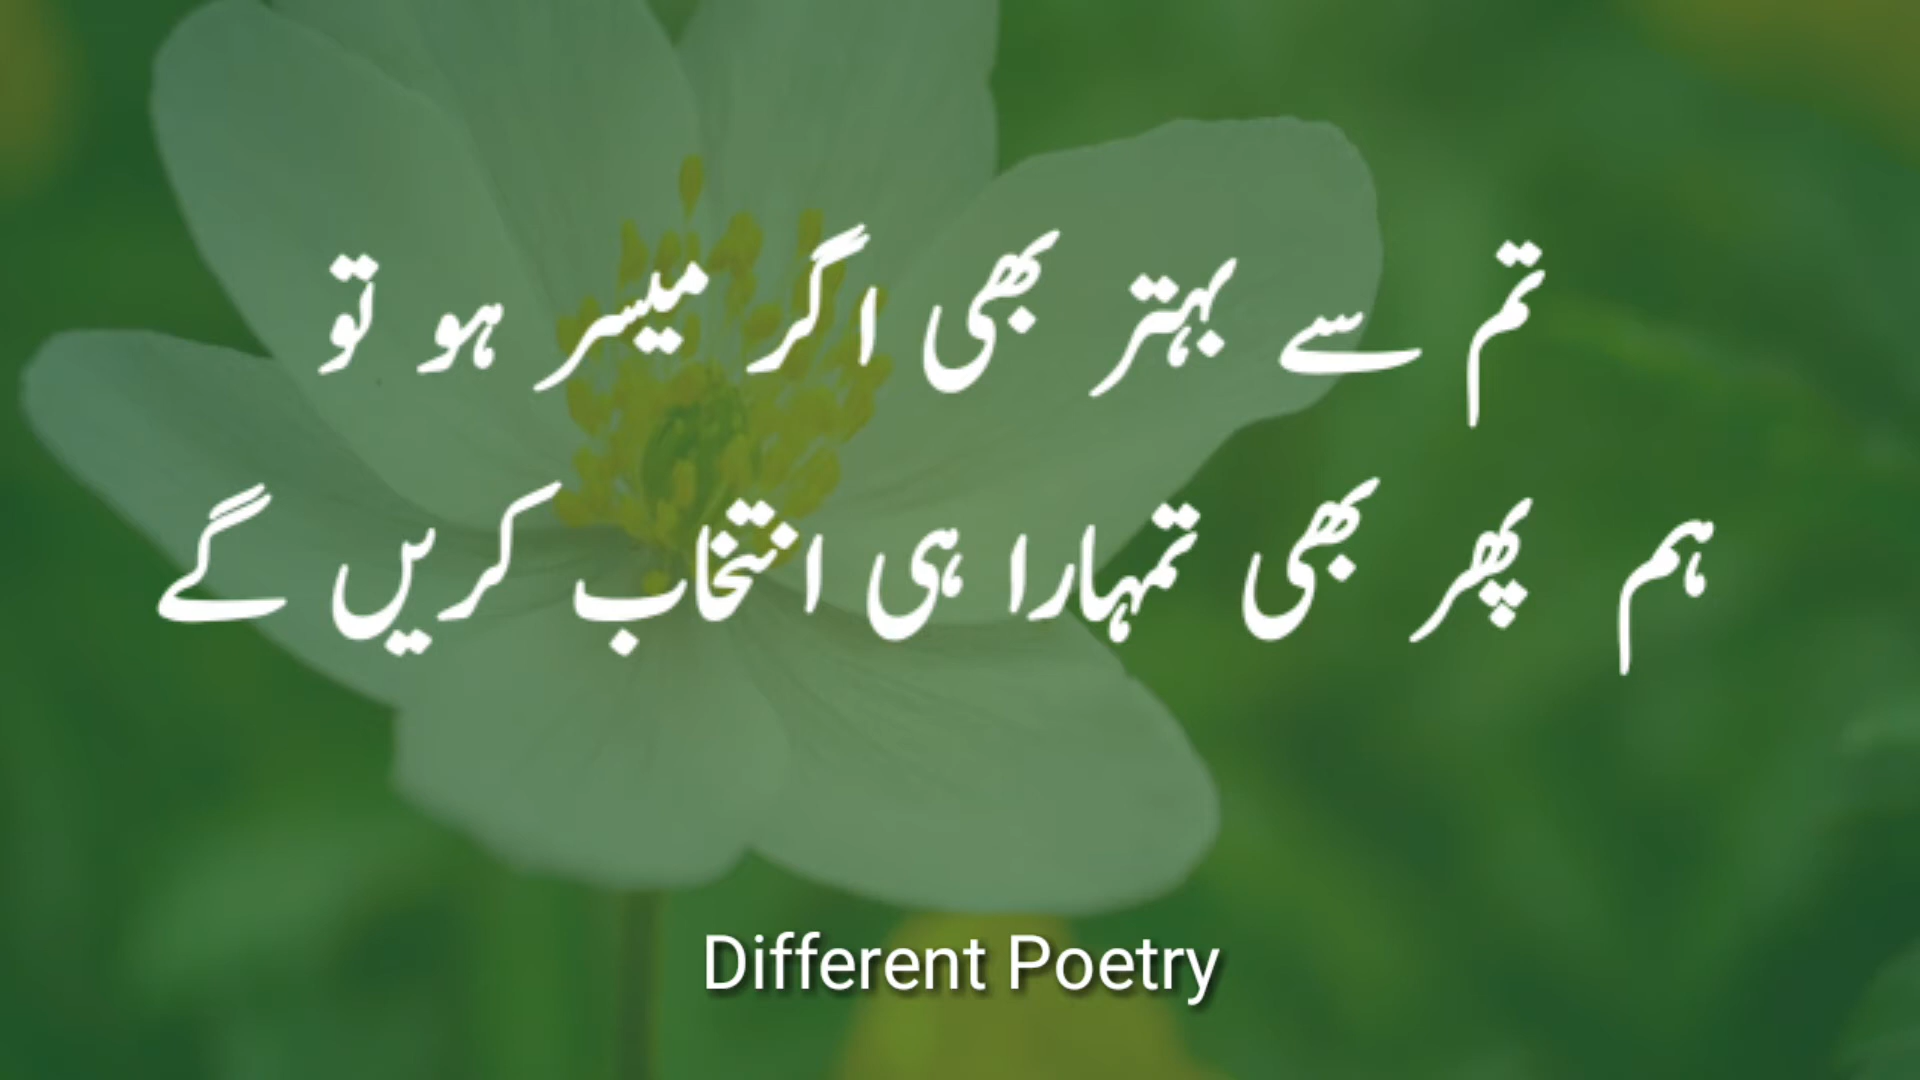 تم سے بہتر بھی اگر میسر ہو تو
ہم پھر بھی تمہارا ہی انتخاب کریں گے
Different Poetry